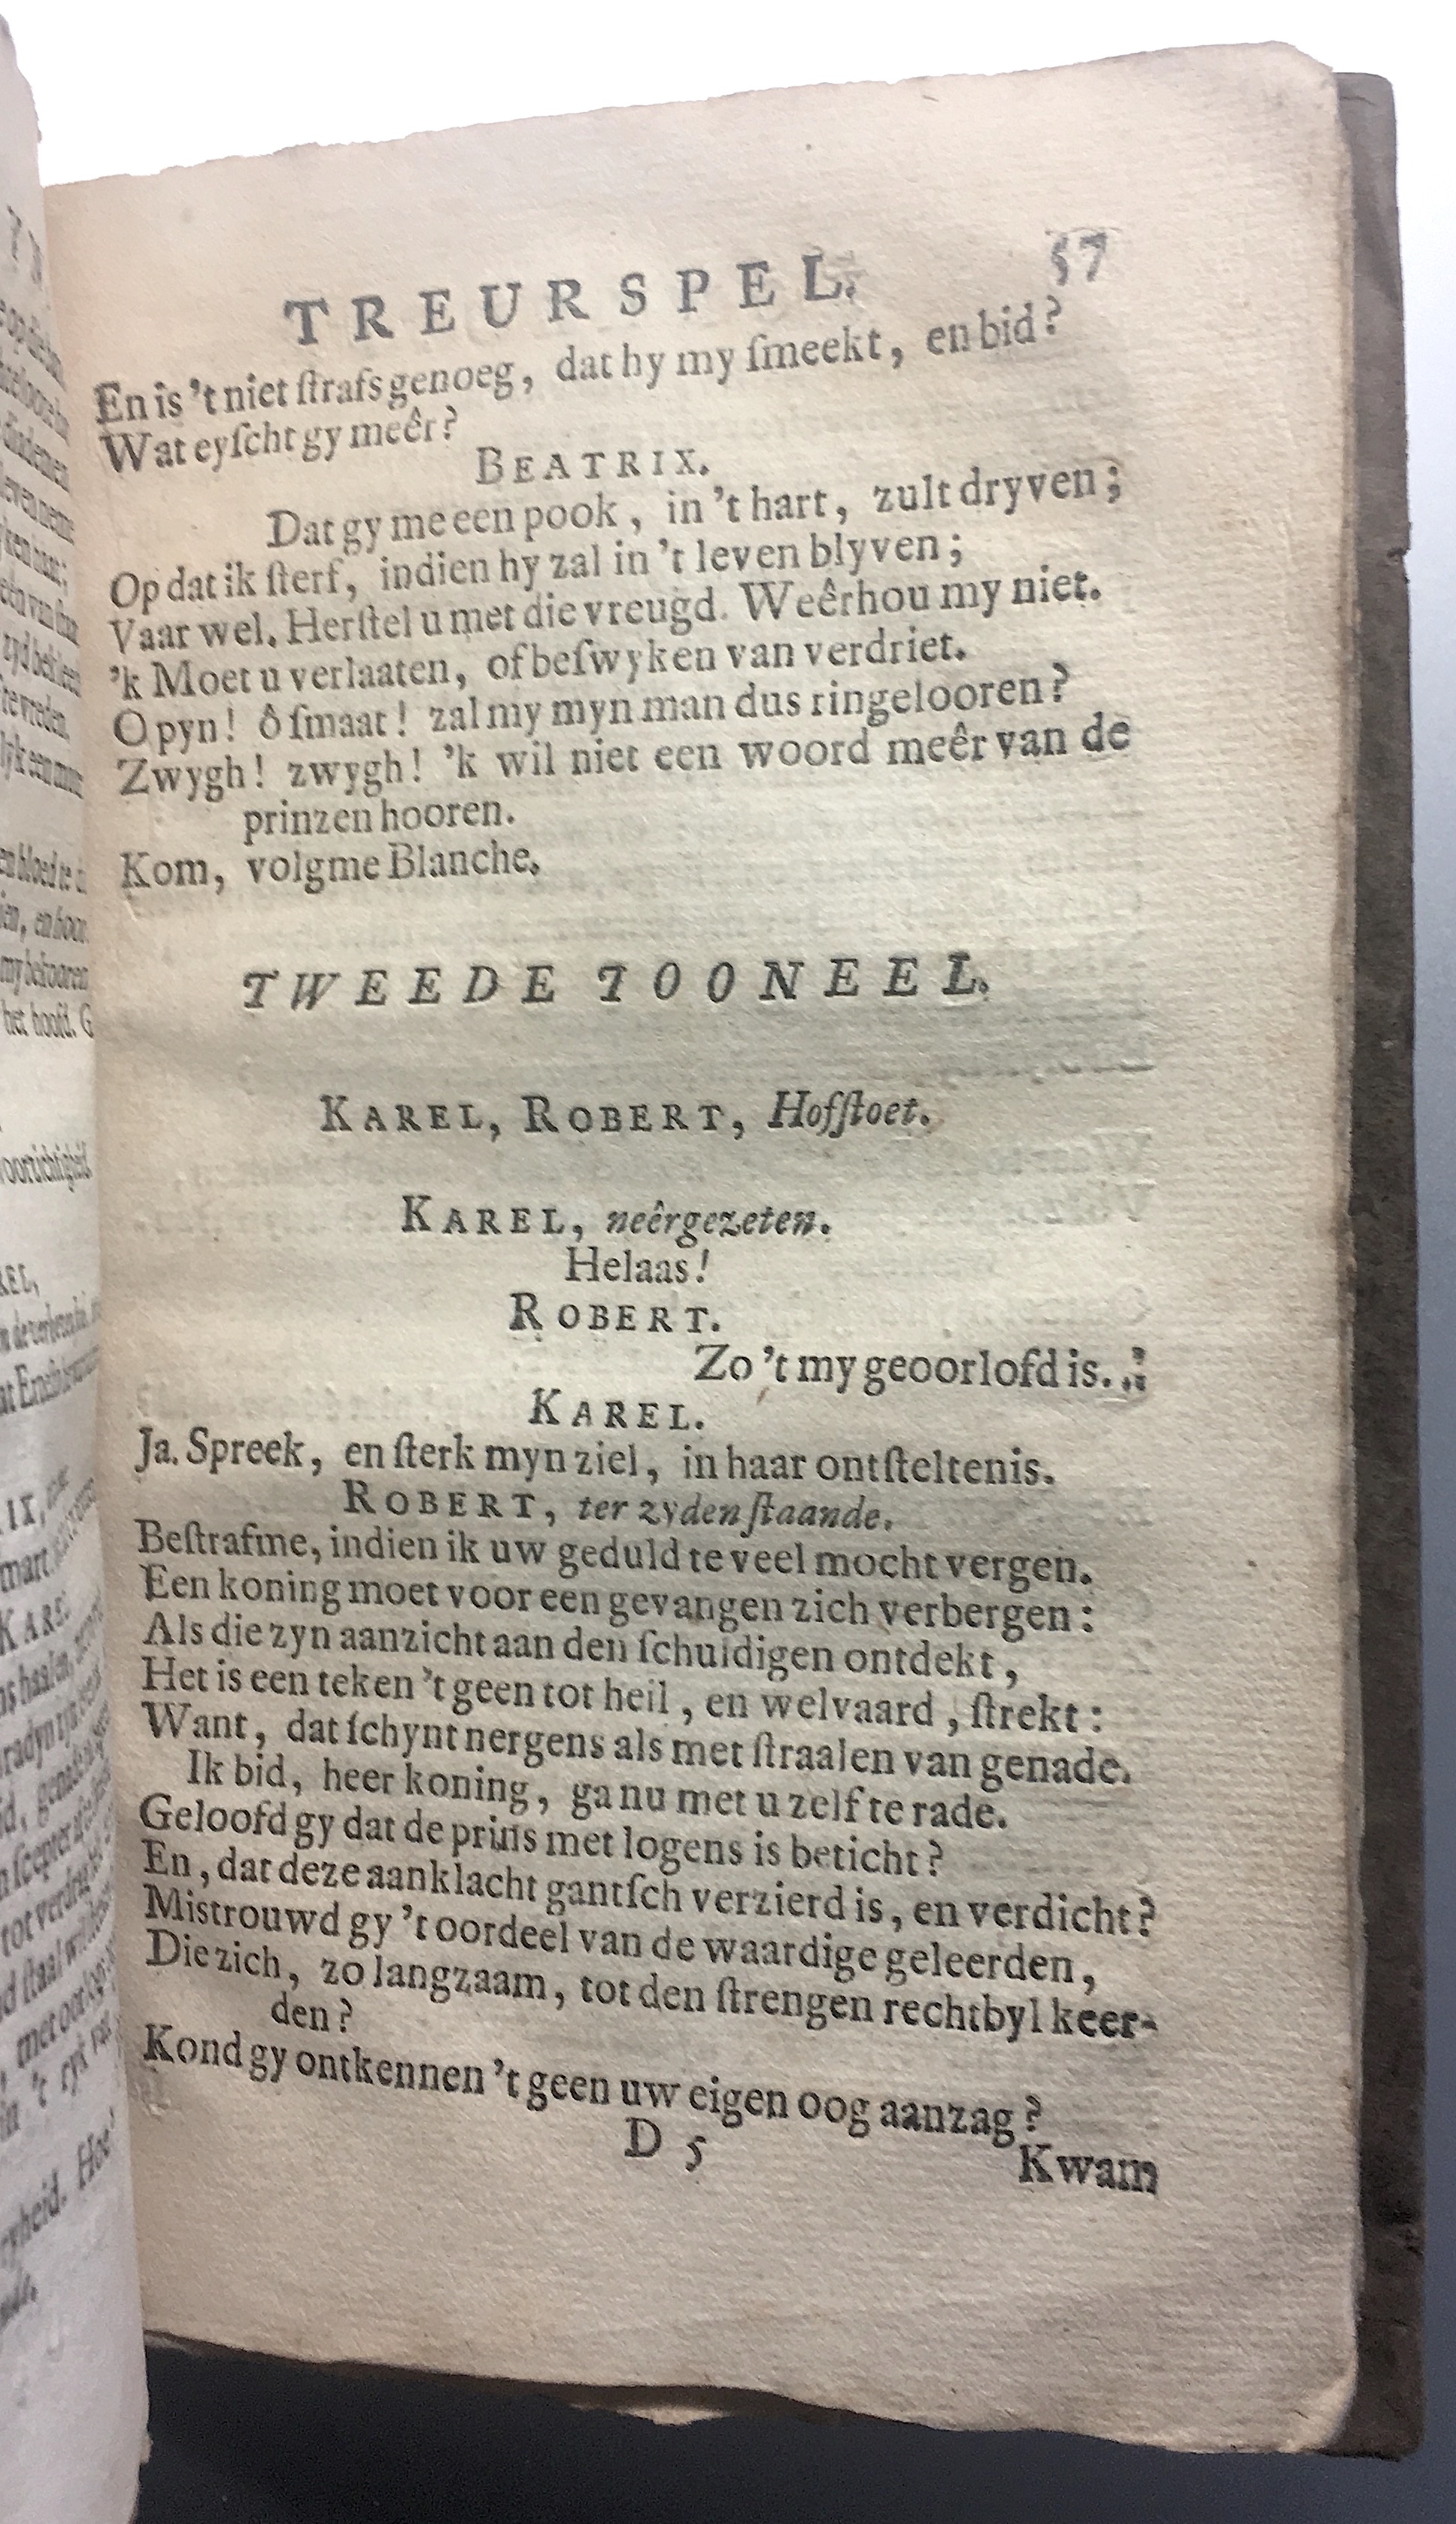 TREURSPEL. 57
En is 't niet ſtrafs genoeg, dat hy my ſmeekt, en bid?
Wat eyſcht gy meêr?
BEATRIX.
Dat gy me een pook, in 't hart, zult dryven;
Op dat ik ſterf, indien hy zal in 't leven blyven;
Vaar wel. Herſtel u met die vreugd. Weêrhou my niet.
'k Moet u verlaaten, of beſwyken van verdriet.
O pyn! ô ſmaat! zal my myn man dus ringelooren?
Zwygh! zwygh! 'k wil niet een woord meêr van de
prinzen hooren.
Kom, volg me Blanche.
TWEEDE TOONEEL.
KAREL, ROBERT, Hofſtoet.
KAREL, neêrgezeten.
Helaas!
ROBERT.
Zo 't my geoorlofd is...
KAREL.
Ja. Spreek, en ſterk myn ziel, in haar ontſteltenis.
ROBERT, ter zyden ſtaande.
Beſtraf me, indien ik uw geduld te veel mocht vergen.
Een koning moet voor een gevangen zich verbergen:
Als die zyn aanzicht aan den ſchuldigen ontdekt,
Het is een teken 't geen tot heil, en welvaard, ſtrekt:
Want, dat ſchynt nergens als met ſtraalen van genade.
Ik bid, heer koning, ga nu met u zelf te rade.
Geloofd gy dat de prins met logens is beticht?
En, dat deze aanklacht gantſch verzierd is, en verdicht?
Mistrouwd gy 't oordeel van de waardige geleerden,
Die zich, zo langzaam, tot den ſtrengen rechtbyl keer-
den?
Kond gy ontkennen 't geen uw eigen oog aanzag?
D 5
Kwam